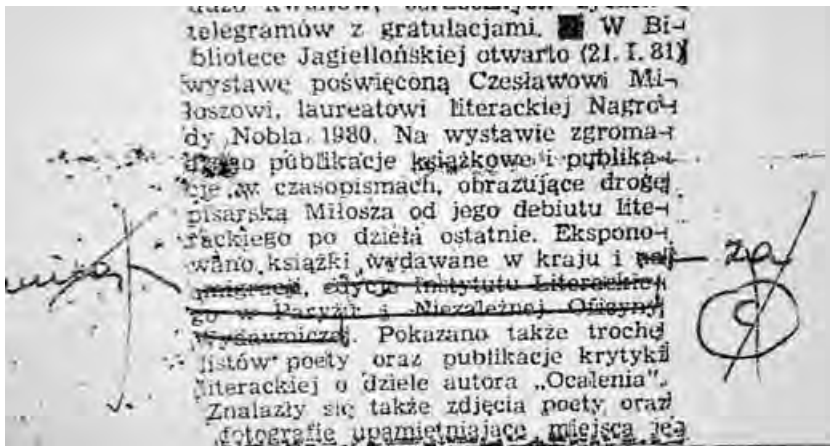 telegramów z gratulacjami. W Bi-
bliotece Jagiellońskiej otwarto (21. I. 81)
wystawę poświęconą Czesławowi Mi-
łoszowi, laureatowi literackiej Nagro-
dy Nobla 1980. Na wystawie zgroma-
dzono publikacje książkowe i publika-
cje w czasopismach, obrazujące drogę
pisarską Miłosza od jego debiutu lite-
rackiego po dzieła ostatnie. Ekspono-
wano książki wydawane w kraju i na
emigracji, edycje Instytutu Literackie-
go w Paryżu i Niezależnej Oficyny
Wydawniczej. Pokazano także trochę
listów poety oraz publikacje krytyki
literackiej o dziele autora „Ocalenia”.
Znalazły się także zdjęcia poety oraz
fotografie upamiętniające miejsca je
za
C